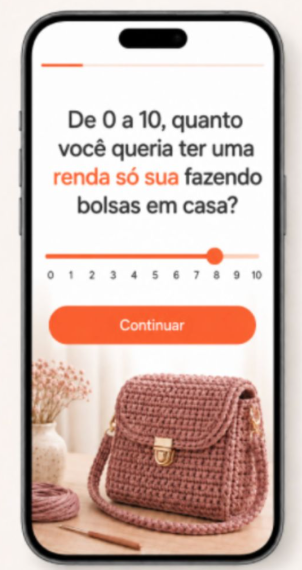 De 0 a 10, quanto
você queria ter uma
renda só sua fazendo
bolsas em casa?
0 1 2 3 4 5 6 7 8 9 10
Continuar